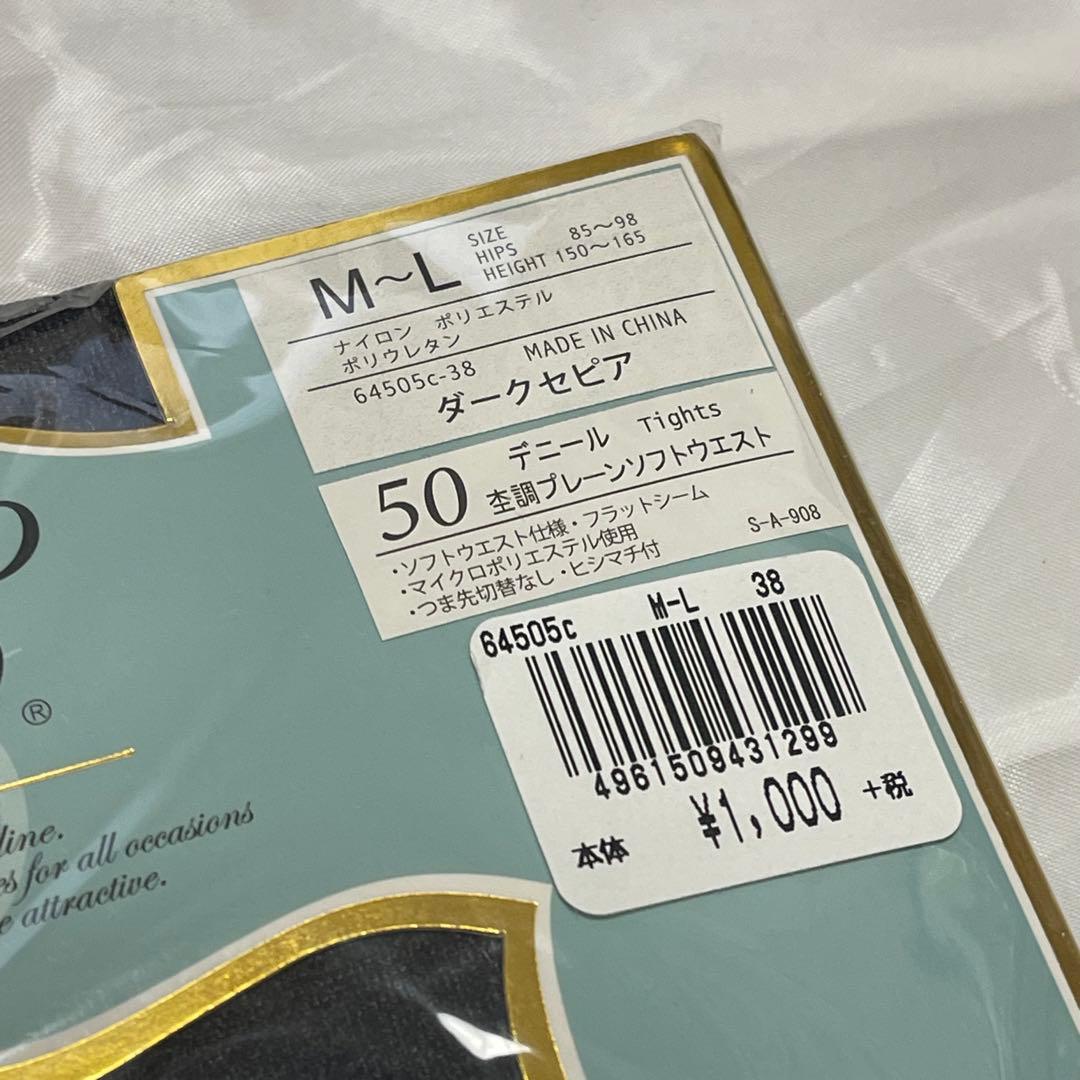 M～L
SIZE
HIPS 85～98
HEIGHT 150～165
ナイロン ポリエステル
ポリウレタン
64505c-38 MADE IN CHINA
ダークセピア
50 デニール Tights
杢調プレーンソフトウエスト
・ソフトウエスト仕様・フラットシーム
・マイクロポリエステル使用
・つま先切替なし・ヒシマチ付
S-A-908
64505c M-L 38
4961509431299
本体 ¥1,000 +税
®
line.
for all occasions
attractive.